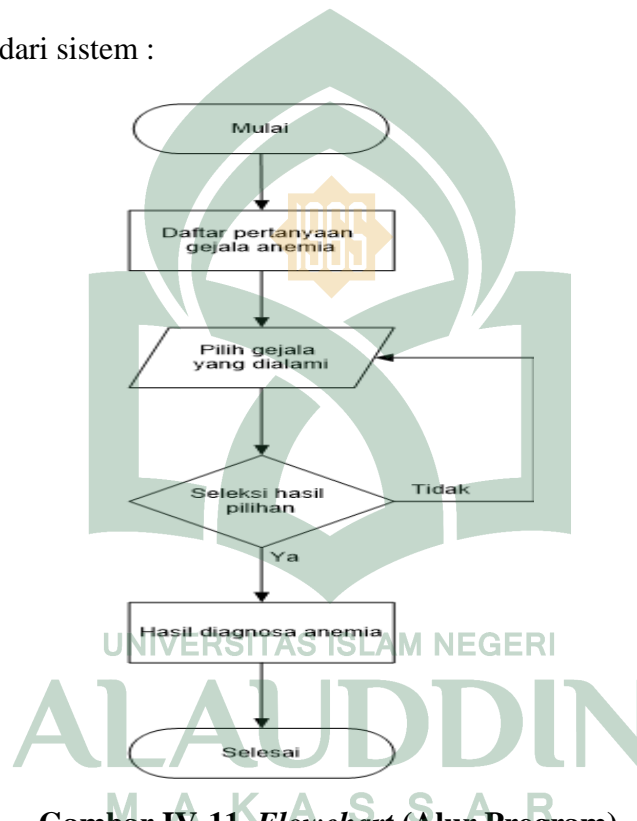 dari sistem :
Mulai
Daftar pertanyaan
gejala anemia
Pilih gejala
yang dialami
Seleksi hasil
pilihan
Tidak
Ya
Hasil diagnosa anemia
UNIVERSITAS ISLAM NEGERI
ALAUDDIN
Selesai
M A K A S S A R
Gambar IV. 11. Flowchart (Alur Program)